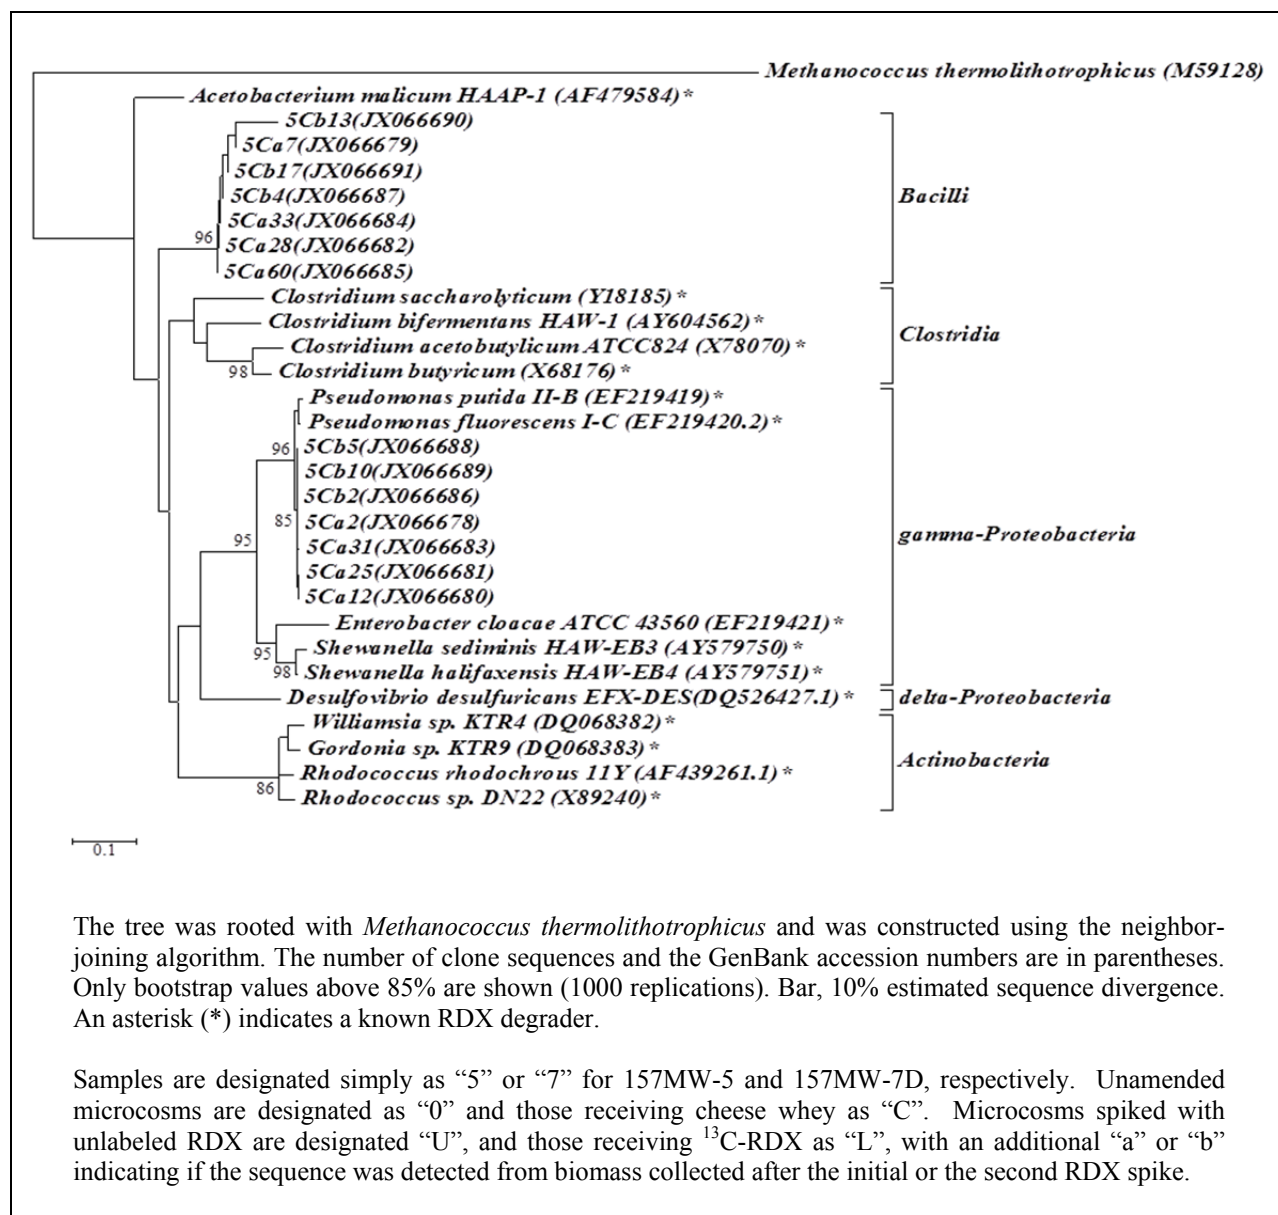 Methanococcus thermolithotrophicus (M59128)
Acetobacterium malicum HAAP-1 (AF479584)*
5Cb13(JX066690)
5Ca7(JX066679)
5Cb17(JX066691)
5Cb4(JX066687)
Bacilli
5Ca33(JX066684)
96
5Ca28(JX066682)
5Ca60(JX066685)
Clostridium saccharolyticum (Y18185)*
Clostridium bifermentans HAW-1 (AY604562)*
Clostridia
Clostridium acetobutylicum ATCC824 (X78070)*
98
Clostridium butyricum (X68176)*
Pseudomonas putida II-B (EF219419)*
Pseudomonas fluorescens I-C (EF219420.2)*
96
5Cb5(JX066688)
5Cb10(JX066689)
5Cb2(JX066686)
85
5Ca2(JX066678)
gamma-Proteobacteria
95
5Ca31(JX066683)
5Ca25(JX066681)
5Ca12(JX066680)
Enterobacter cloacae ATCC 43560 (EF219421)*
95
Shewanella sediminis HAW-EB3 (AY579750)*
98
Shewanella halifaxensis HAW-EB4 (AY579751)*
Desulfovibrio desulfuricans EFX-DES(DQ526427.1)*
delta-Proteobacteria
Williamsia sp. KTR4 (DQ068382)*
Gordonia sp. KTR9 (DQ068383)*
Actinobacteria
Rhodococcus rhodochrous 11Y (AF439261.1)*
86
Rhodococcus sp. DN22 (X89240)*
0.1
The tree was rooted with Methanococcus thermolithotrophicus and was constructed using the neighbor-
joining algorithm. The number of clone sequences and the GenBank accession numbers are in parentheses.
Only bootstrap values above 85% are shown (1000 replications). Bar, 10% estimated sequence divergence.
An asterisk (*) indicates a known RDX degrader.
Samples are designated simply as “5” or “7” for 157MW-5 and 157MW-7D, respectively. Unamended
microcosms are designated as “0” and those receiving cheese whey as “C”. Microcosms spiked with
unlabeled RDX are designated “U”, and those receiving ¹³C-RDX as “L”, with an additional “a” or “b”
indicating if the sequence was detected from biomass collected after the initial or the second RDX spike.